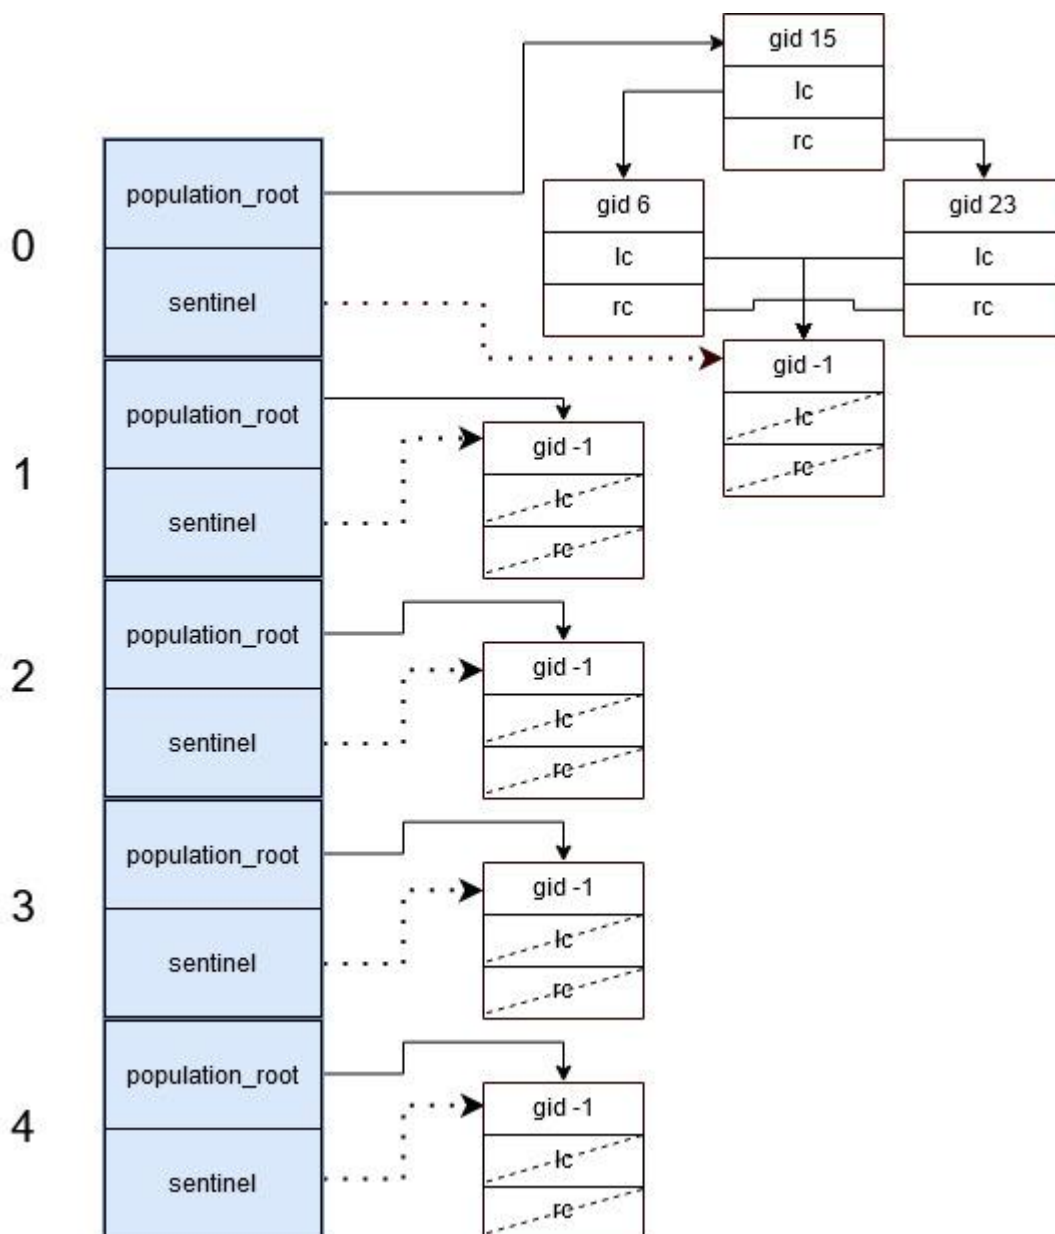 gid 15
lc
rc
0
population_root
sentinel
gid 6
lc
rc
gid 23
lc
rc
gid -1
lc
rc
1
population_root
sentinel
gid -1
lc
rc
2
population_root
sentinel
gid -1
lc
rc
3
population_root
sentinel
gid -1
lc
rc
4
population_root
sentinel
gid -1
lc
rc